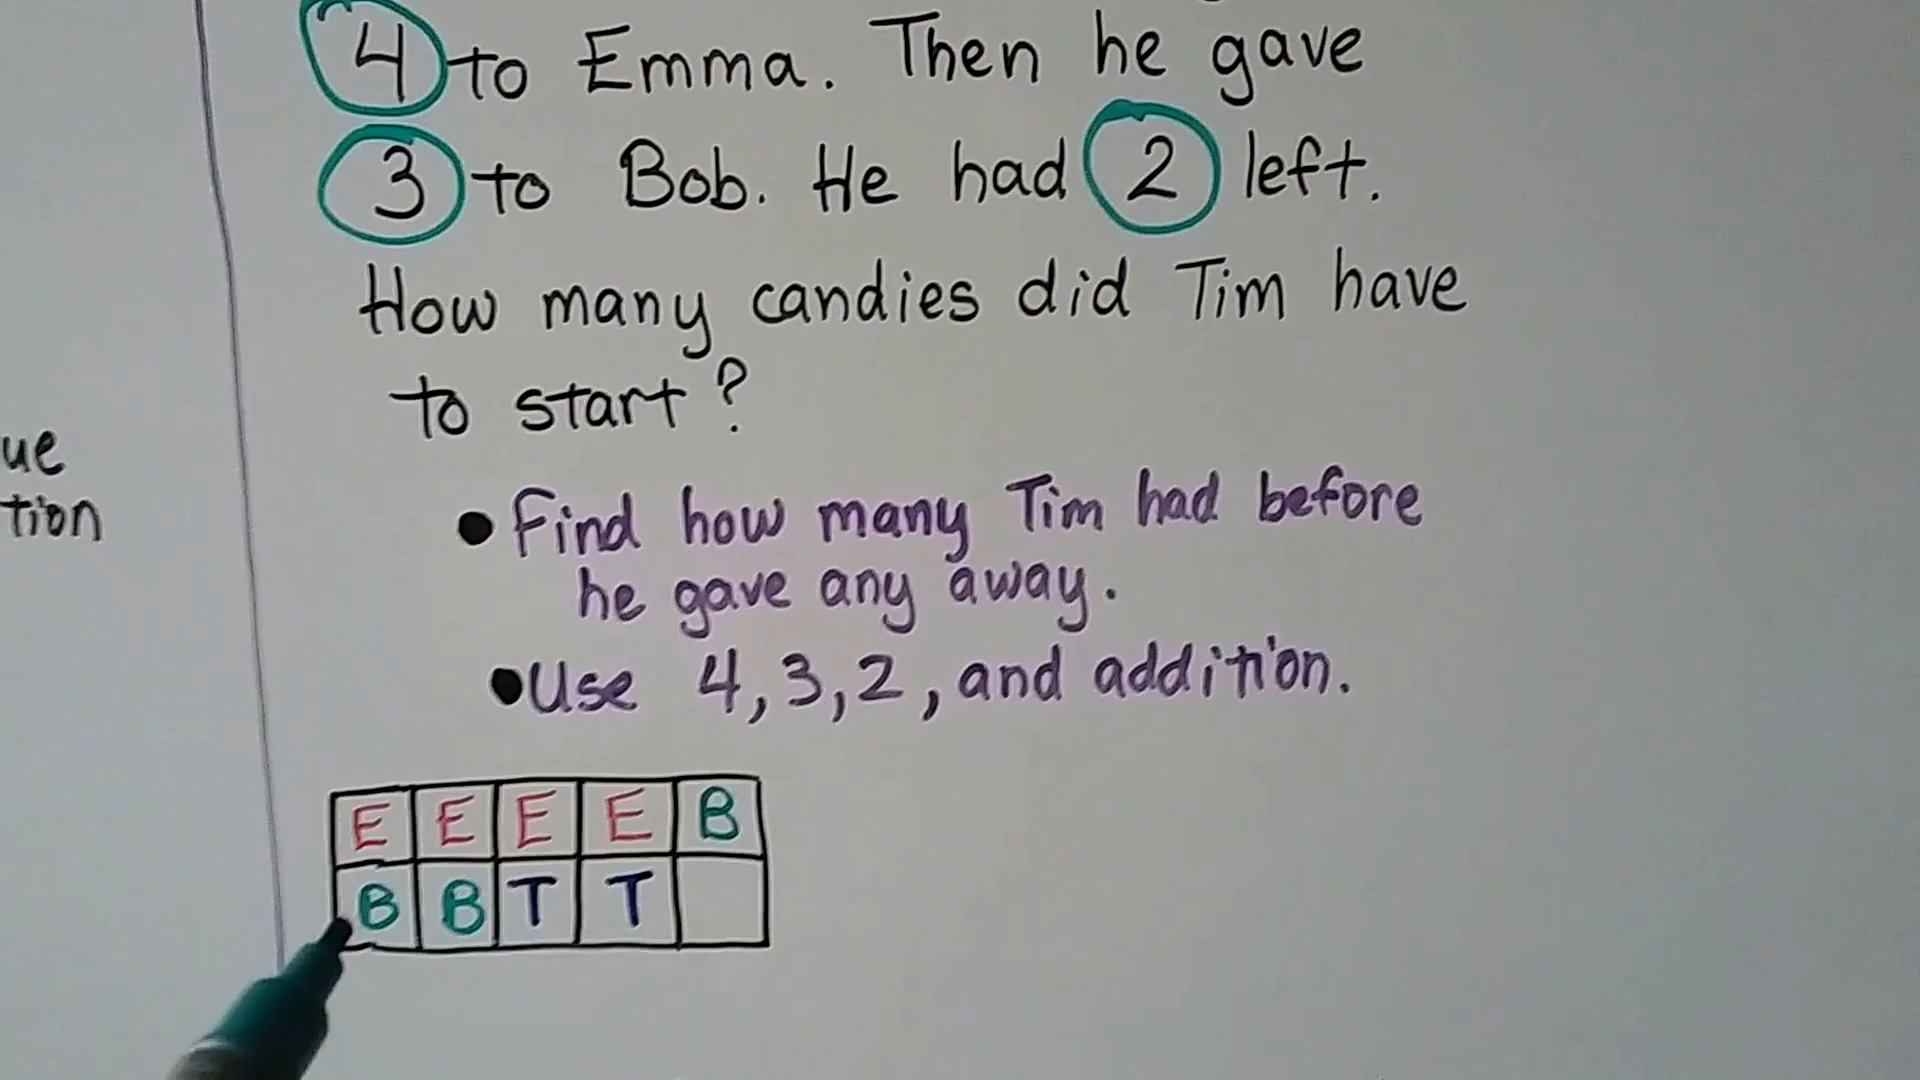 4 to Emma. Then he gave
3 to Bob. He had 2 left.
How many candies did Tim have
to start?
ue
tion
• Find how many Tim had before
he gave any away.
• Use 4, 3, 2, and addition.
E E E E B
B B T T